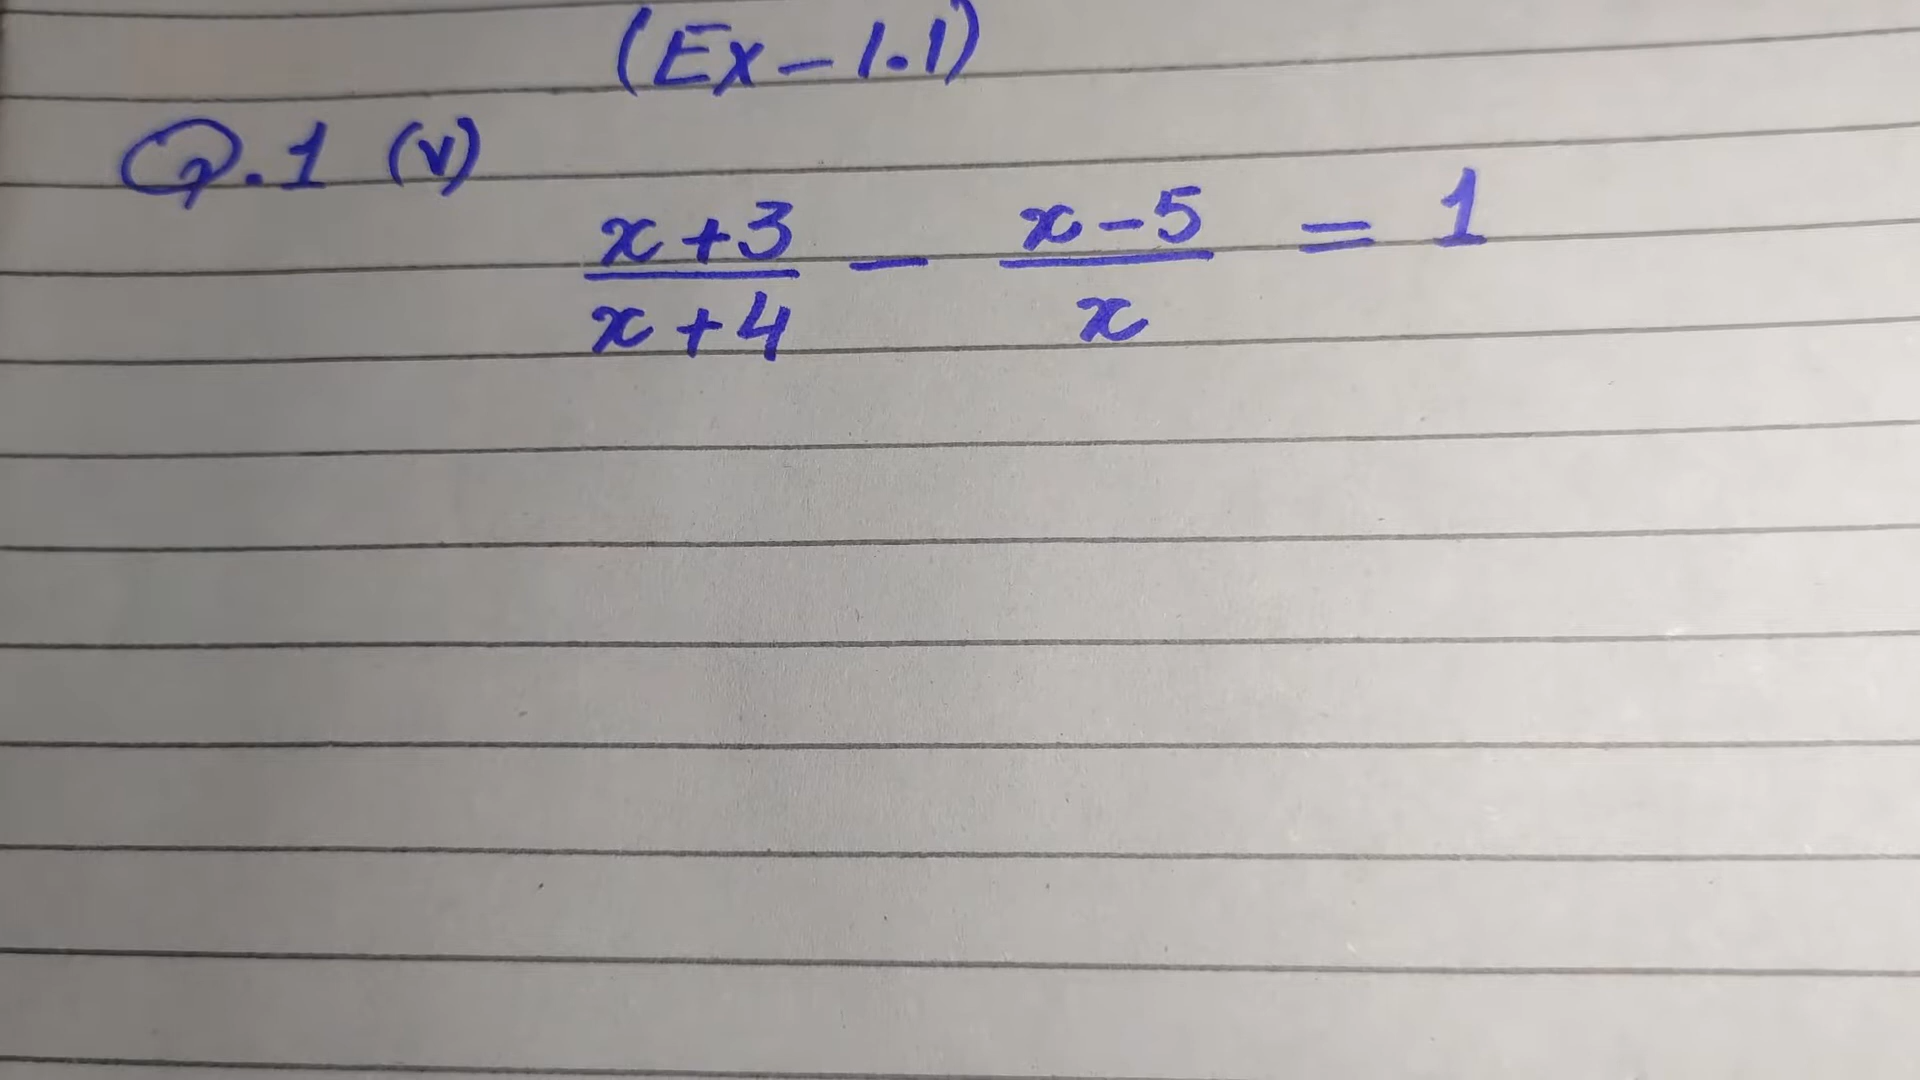 (Ex - 1.1)
Q.1 (v)
x+3/x+4 - x-5/x = 1